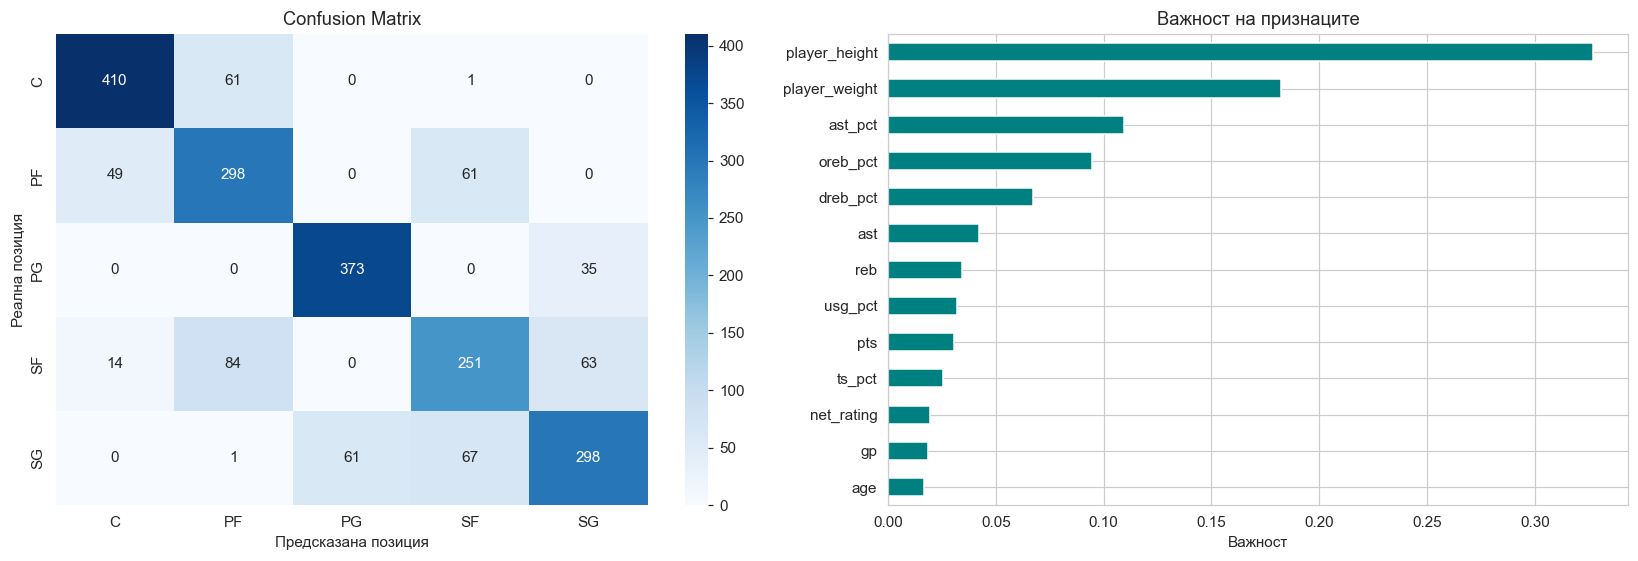 Confusion Matrix
C
410
61
0
1
0
PF
49
298
0
61
0
PG
0
0
373
0
35
SF
14
84
0
251
63
SG
0
1
61
67
298
C
PF
PG
SF
SG
Реална позиция
Предсказана позиция
400
350
300
250
200
150
100
50
0
Важност на признаците
player_height
player_weight
ast_pct
oreb_pct
dreb_pct
ast
reb
usg_pct
pts
ts_pct
net_rating
gp
age
0.00
0.05
0.10
0.15
0.20
0.25
0.30
Важност